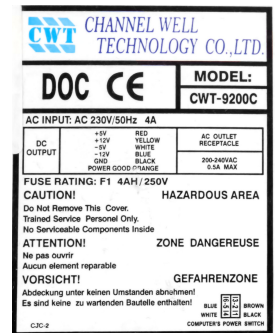 CWT CHANNEL WELL
TECHNOLOGY CO.,LTD.
DOC CE
MODEL:
CWT-9200C
AC INPUT: AC 230V/50Hz 4A
DC
OUTPUT
+5V RED
+12V YELLOW
-5V WHITE
-12V BLUE
GND BLACK
POWER GOOD ORANGE
AC OUTLET
RECEPTACLE
200-240VAC
0.5A MAX
FUSE RATING: F1 4AH/250V
CAUTION! HAZARDOUS AREA
Do Not Remove This Cover.
Trained Service Personel Only.
No Serviceable Components Inside
ATTENTION! ZONE DANGEREUSE
Ne pas ouvrir
Aucun element reparable
VORSICHT! GEFAHRENZONE
Abdeckung unter keinen Umstanden abnehmen!
Es sind keine zu wartenden Bauteile enthalten!
BLUE BROWN
WHITE BLACK
COMPUTER'S POWER SWITCH
CJC-2